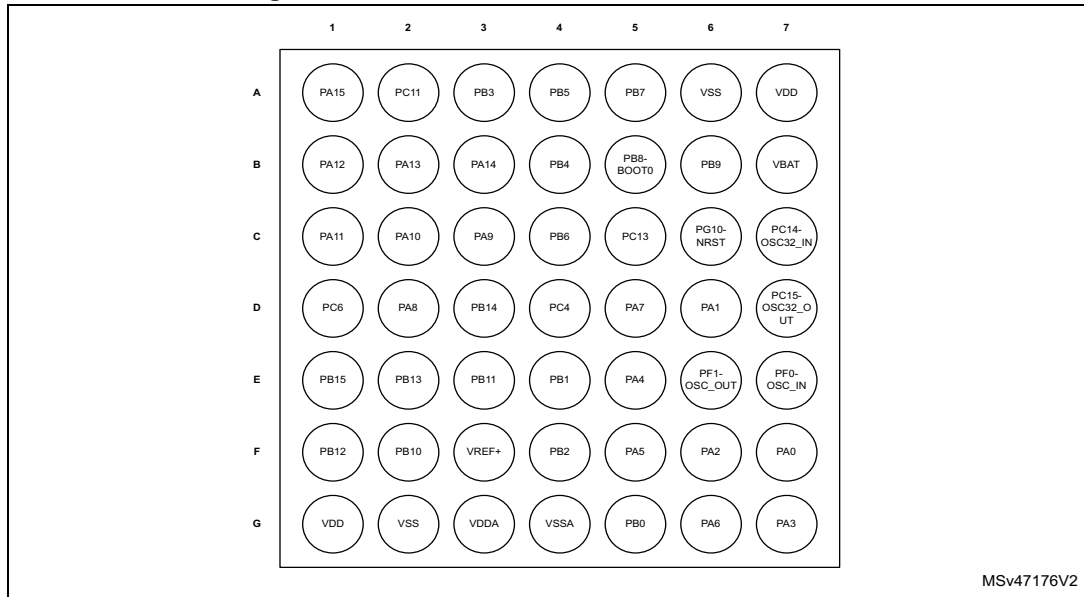 1 2 3 4 5 6 7
A PA15 PC11 PB3 PB5 PB7 VSS VDD
B PA12 PA13 PA14 PB4 PB8-
BOOT0 PB9 VBAT
C PA11 PA10 PA9 PB6 PC13 PG10-
NRST PC14-
OSC32_IN
D PC6 PA8 PB14 PC4 PA7 PA1 PC15-
OSC32_O
UT
E PB15 PB13 PB11 PB1 PA4 PF1-
OSC_OUT PF0-
OSC_IN
F PB12 PB10 VREF+ PB2 PA5 PA2 PA0
G VDD VSS VDDA VSSA PB0 PA6 PA3
MSv47176V2